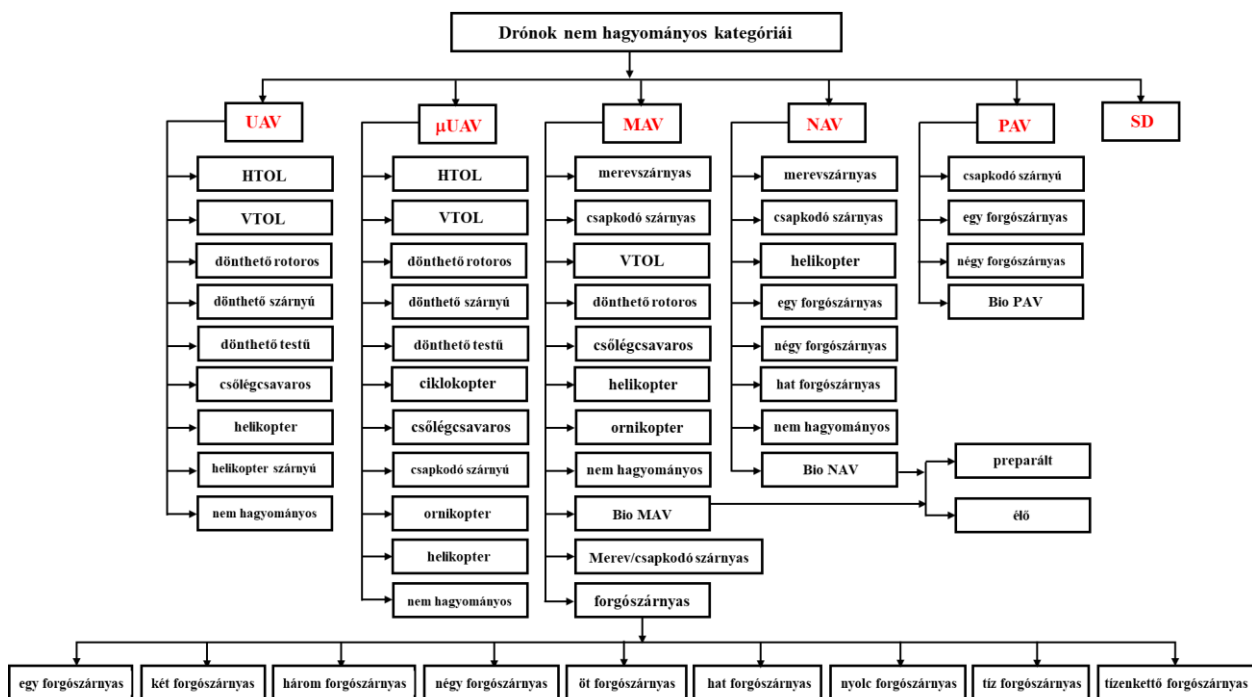 Drónok nem hagyományos kategóriái
UAV
μUAV
MAV
NAV
PAV
SD
HTOL
VTOL
dönthető rotoros
dönthető szárnyú
dönthető testű
csőlégcsavaros
helikopter
helikopter szárnyú
nem hagyományos
HTOL
VTOL
dönthető rotoros
dönthető szárnyú
dönthető testű
ciklokopter
csőlégcsavaros
csapkodó szárnyú
ornikopter
helikopter
nem hagyományos
merevszárnyas
csapkodó szárnyas
VTOL
dönthető rotoros
csőlégcsavaros
helikopter
ornikopter
nem hagyományos
Bio MAV
Merev/csapkodó szárnyas
forgószárnyas
merevszárnyas
csapkodó szárnyas
helikopter
egy forgószárnyas
négy forgószárnyas
hat forgószárnyas
nem hagyományos
Bio NAV
csapkodó szárnyú
egy forgószárnyas
négy forgószárnyas
Bio PAV
preparált
élő
egy forgószárnyas
két forgószárnyas
három forgószárnyas
négy forgószárnyas
öt forgószárnyas
hat forgószárnyas
nyolc forgószárnyas
tíz forgószárnyas
tizenkettő forgószárnyas